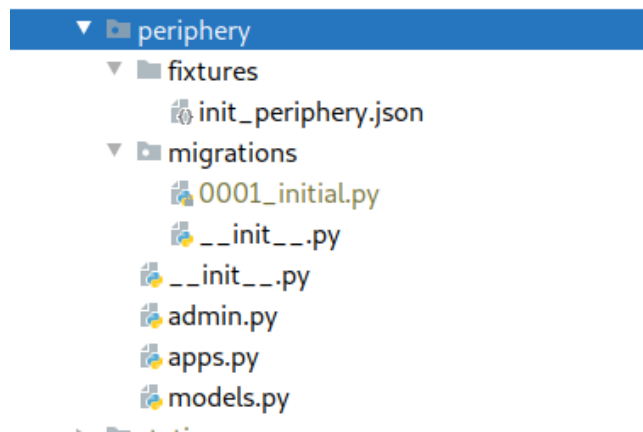 periphery
fixtures
init_periphery.json
migrations
0001_initial.py
__init__.py
__init__.py
admin.py
apps.py
models.py